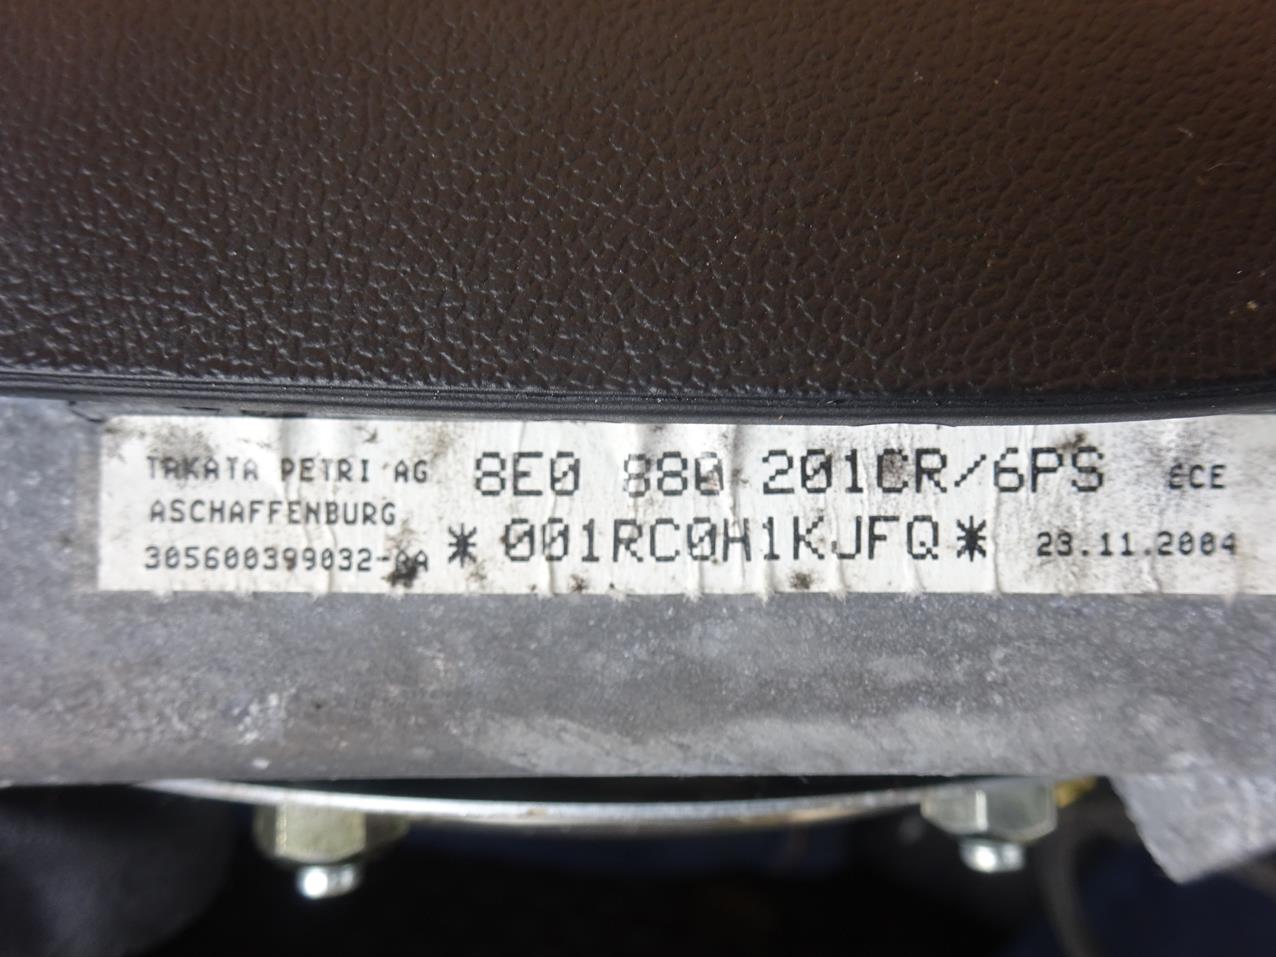 TAKATA PETRI AG 8E0 880 201CR/6PS ECE
ASCHAFFENBURG *001RC0H1KJFQ* 23.11.2004
305600399032-AA